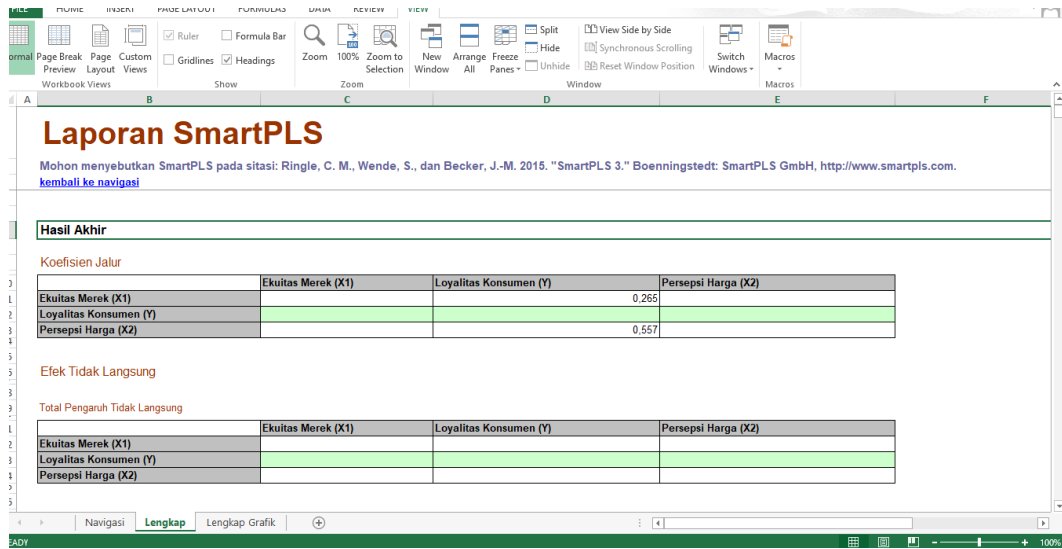 FILE HOME INSERT PAGE LAYOUT FORMULAS DATA REVIEW VIEW
Ruler Formula Bar Split View Side by Side
Hide Synchronous Scrolling
Page Break Page Custom Gridlines Headings Zoom 100% Zoom to New Arrange Freeze Unhide Reset Window Position Switch Macros
Preview Layout Views Selection Window All Panes Windows
Workbook Views Show Zoom Window Macros
A B C D E F
Laporan SmartPLS
Mohon menyebutkan SmartPLS pada sitasi: Ringle, C. M., Wende, S., dan Becker, J.-M. 2015. "SmartPLS 3." Boenningstedt: SmartPLS GmbH, http://www.smartpls.com.
kembali ke navigasi
Hasil Akhir
Koefisien Jalur
Ekuitas Merek (X1) Loyalitas Konsumen (Y) Persepsi Harga (X2)
Ekuitas Merek (X1) 0,265
Loyalitas Konsumen (Y)
Persepsi Harga (X2) 0,557
Efek Tidak Langsung
Total Pengaruh Tidak Langsung
Ekuitas Merek (X1) Loyalitas Konsumen (Y) Persepsi Harga (X2)
Ekuitas Merek (X1)
Loyalitas Konsumen (Y)
Persepsi Harga (X2)
Navigasi Lengkap Lengkap Grafik
100%